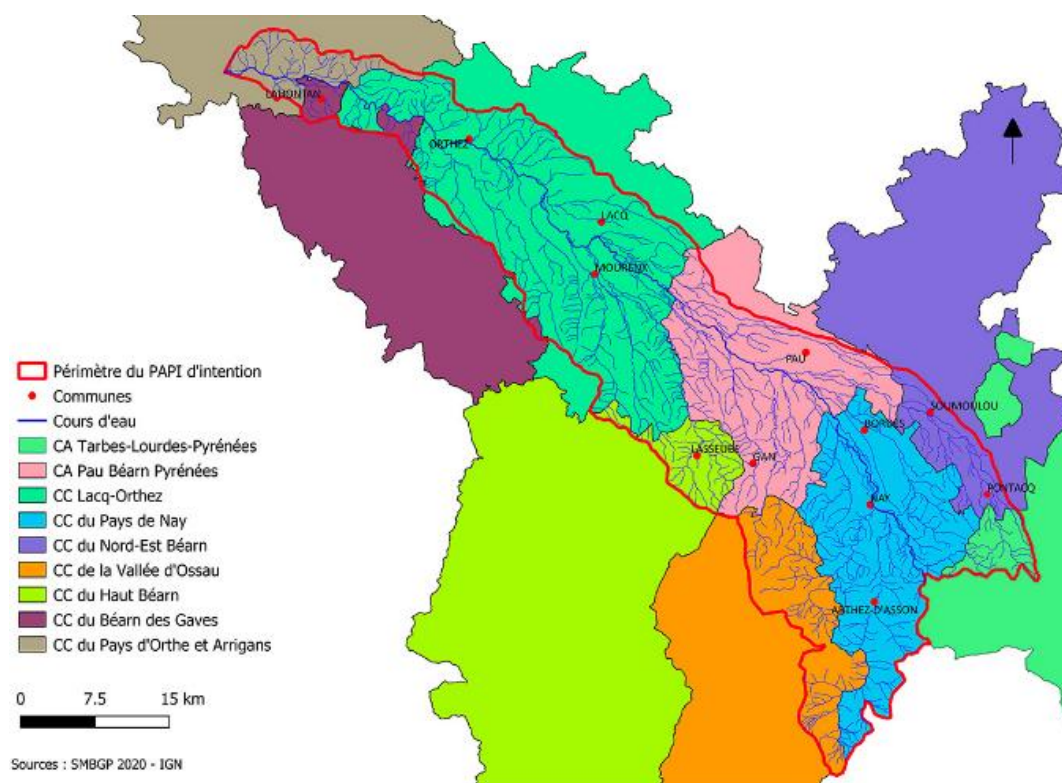 LAHONTAN
ORTHEZ
LACQ
MOURENX
PAU
SOUMOULOU
BORDES
LASSEUBE
GAN
PONTACQ
NAY
ARTHEZ-D'ASSON
Périmètre du PAPI d'intention
Communes
Cours d'eau
CA Tarbes-Lourdes-Pyrénées
CA Pau Béarn Pyrénées
CC Lacq-Orthez
CC du Pays de Nay
CC du Nord-Est Béarn
CC de la Vallée d'Ossau
CC du Haut Béarn
CC du Béarn des Gaves
CC du Pays d'Orthe et Arrigans
0 7.5 15 km
Sources : SMBGP 2020 - IGN